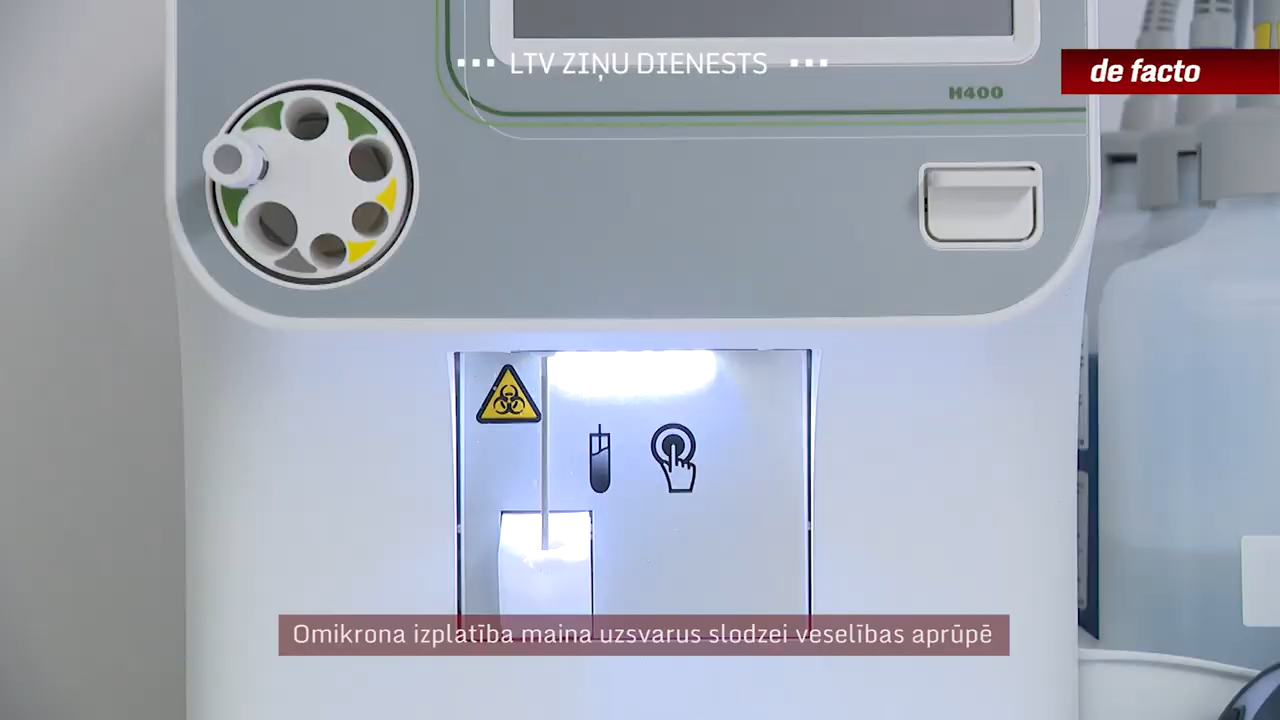 LTV ZIŅU DIENESTS
de facto
H400
Omikrona izplatība maina uzsvarus slodzei veselības aprūpē